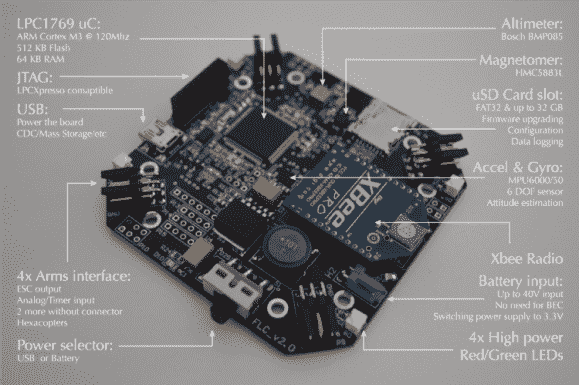 LPC1769 uC:
ARM Cortex M3 @ 120Mhz
512 KB Flash
64 KB RAM
JTAG:
LPCXpresso comaptible
USB:
Power the board
CDC/Mass Storage/etc
4x Arms interface:
ESC output
Analog/Timer input
2 more without connector
Hexacopters
Power selector:
USB or Battery
Altimeter:
Bosch BMP085
Magnetomer:
HMC5883L
uSD Card slot:
FAT32 & up to 32 GB
Firmware upgrading
Configuration
Data logging
Accel & Gyro:
MPU6000/50
6 DOF sensor
Attitude estimation
Xbee Radio
Battery input:
Up to 40V input
No need for BEC
Switching power supply to 3.3V
4x High power
Red/Green LEDs
XBee
PRO
FLC_v2.0